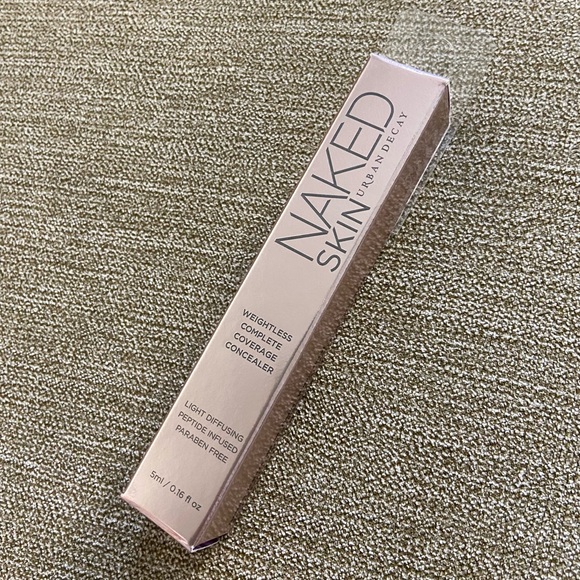 NAKED
SKIN
URBAN DECAY
WEIGHTLESS
COMPLETE
COVERAGE
CONCEALER
LIGHT DIFFUSING
PEPTIDE INFUSED
PARABEN FREE
5ml / 0.16 fl oz